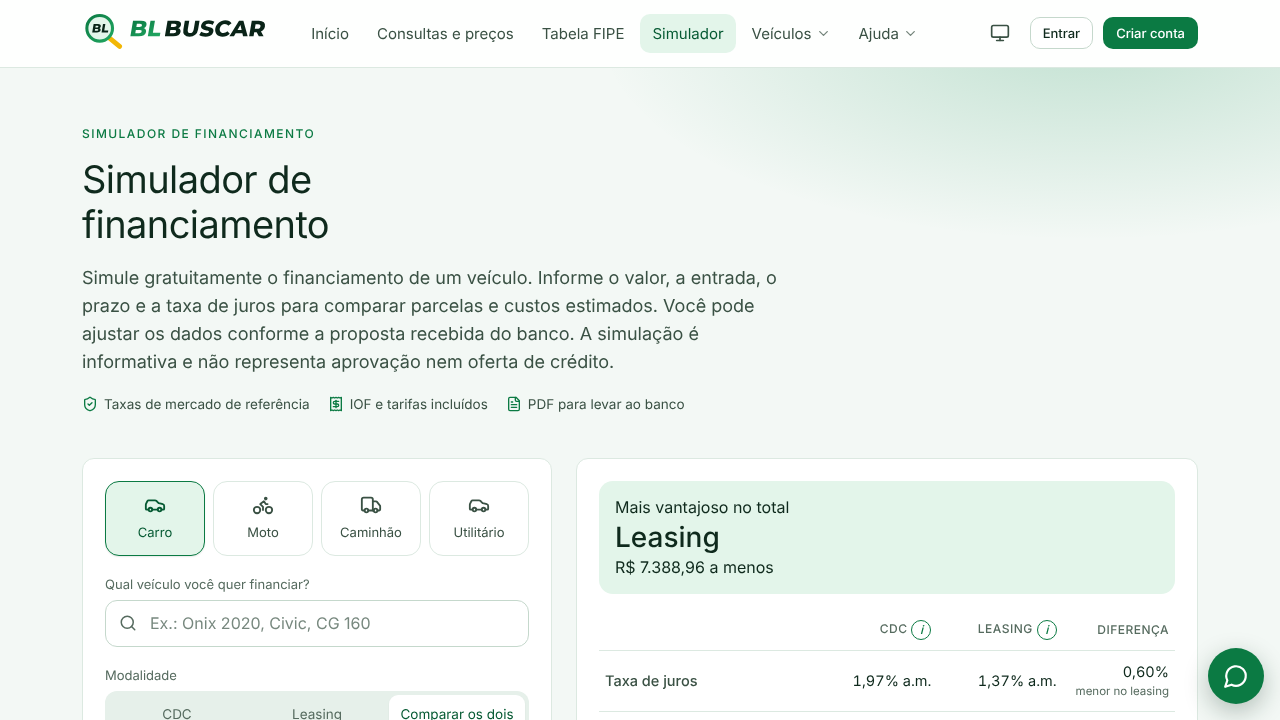 BL BL BUSCAR
Início
Consultas e preços
Tabela FIPE
Simulador
Veículos
Ajuda
Entrar
Criar conta
SIMULADOR DE FINANCIAMENTO
Simulador de
financiamento
Simule gratuitamente o financiamento de um veículo. Informe o valor, a entrada, o
prazo e a taxa de juros para comparar parcelas e custos estimados. Você pode
ajustar os dados conforme a proposta recebida do banco. A simulação é
informativa e não representa aprovação nem oferta de crédito.
Taxas de mercado de referência
IOF e tarifas incluídos
PDF para levar ao banco
Carro
Moto
Caminhão
Utilitário
Qual veículo você quer financiar?
Ex.: Onix 2020, Civic, CG 160
Modalidade
CDC
Leasing
Comparar os dois
Mais vantajoso no total
Leasing
R$ 7.388,96 a menos
CDC i
LEASING i
DIFERENÇA
Taxa de juros
1,97% a.m.
1,37% a.m.
0,60%
menor no leasing